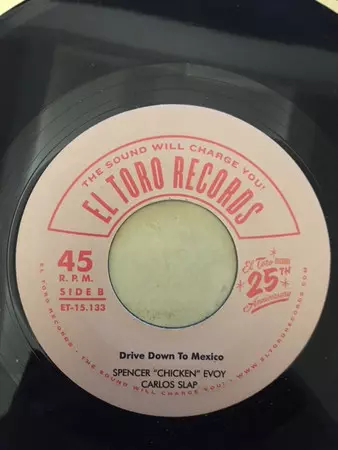 THE SOUND WILL CHARGE YOU!
EL TORO RECORDS
45
R.P.M.
SIDE B
ET-15.133
El Toro
25TH
Anniversary
Drive Down To Mexico
SPENCER "CHICKEN" EVOY
CARLOS SLAP
EL TORO RECORDS · THE SOUND WILL CHARGE YOU! · WWW.ELTORORECORDS.COM